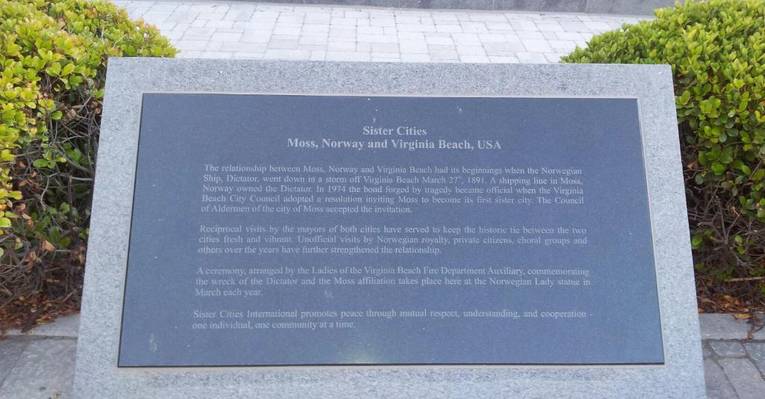 Sister Cities
Moss, Norway and Virginia Beach, USA
The relationship between Moss, Norway and Virginia Beach had its beginnings when the Norwegian
Ship, Dictator, went down in a storm off Virginia Beach March 27", 1891. A shipping line in Moss,
Norway owned the Dictator. In 1974 the bond forged by tragedy became official when the Virginia
Beach City Council adopted a resolution inviting Moss to become its first sister city. The Council
of Aldermen of the city of Moss accepted the invitation.
Reciprocal visits by the mayors of both cities have served to keep the historic tie between the two
cities fresh and vibrant. Unofficial visits by Norwegian royalty, private citizens, choral groups and
others over the years have further strengthened the relationship.
A ceremony, arranged by the Ladies of the Virginia Beach Fire Department Auxiliary, commemorating
the wreck of the Dictator and the Moss affiliation takes place here at the Norwegian Lady statue in
March each year.
Sister Cities International promotes peace through mutual respect, understanding, and cooperation -
one individual, one community at a time.